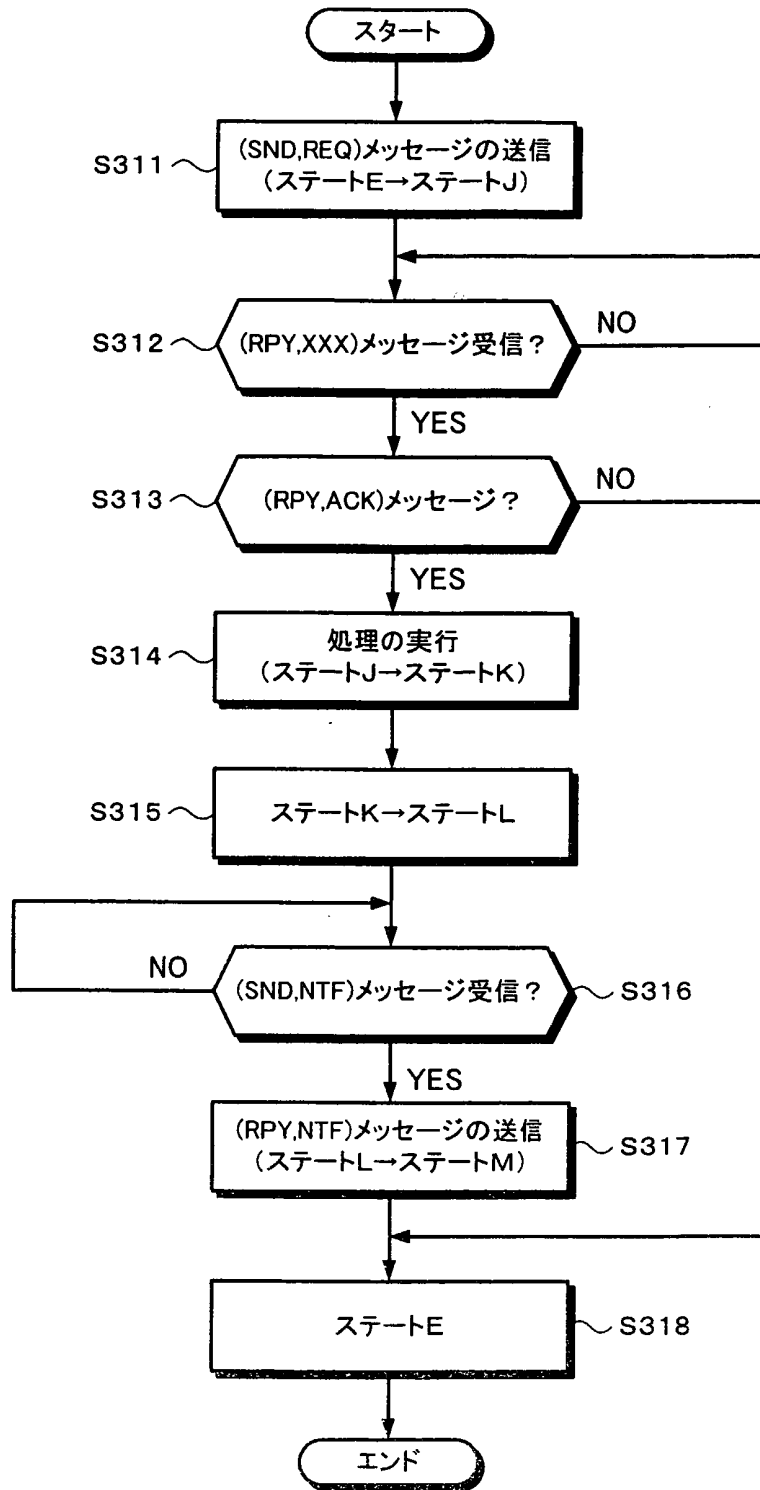 スタート
S311
(SND,REQ)メッセージの送信
(ステートE→ステートJ)
S312
(RPY,XXX)メッセージ受信？
NO
YES
S313
(RPY,ACK)メッセージ？
NO
YES
S314
処理の実行
(ステートJ→ステートK)
S315
ステートK→ステートL
NO
(SND,NTF)メッセージ受信？
S316
YES
(RPY,NTF)メッセージの送信
(ステートL→ステートM)
S317
ステートE
S318
エンド